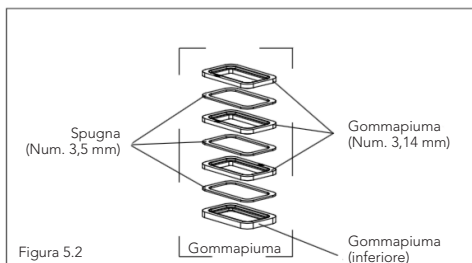 Spugna
(Num. 3,5 mm)
Gommapiuma
(Num. 3,14 mm)
Figura 5.2
Gommapiuma
Gommapiuma
(inferiore)